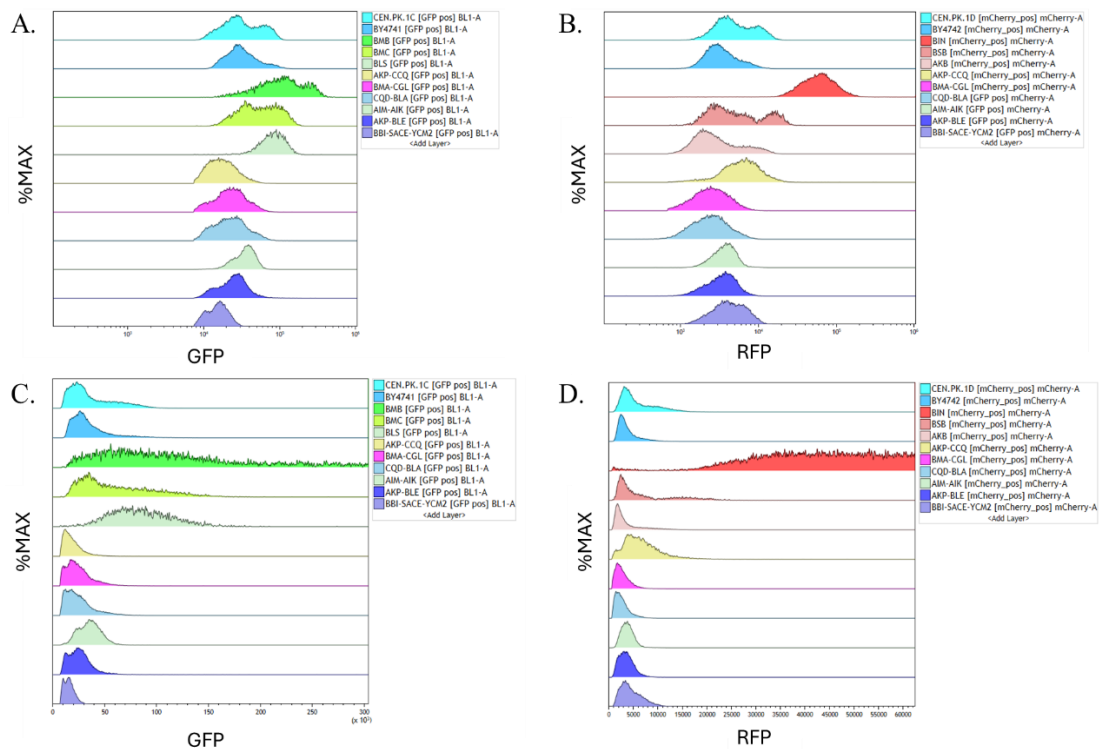 A.
%MAX
CEN.PK.1C [GFP pos] BL1-A
BY4741 [GFP pos] BL1-A
BMB [GFP pos] BL1-A
BMC [GFP pos] BL1-A
BLS [GFP pos] BL1-A
AKP-CCQ [GFP pos] BL1-A
BMA-CGL [GFP pos] BL1-A
CQD-BLA [GFP pos] BL1-A
AIM-AIK [GFP pos] BL1-A
AKP-BLE [GFP pos] BL1-A
BBI-SACE-YCM2 [GFP pos] BL1-A
<Add Layer>
GFP
B.
%MAX
CEN.PK.1D [mCherry_pos] mCherry-A
BY4742 [mCherry_pos] mCherry-A
BIN [mCherry_pos] mCherry-A
BSB [mCherry_pos] mCherry-A
AKB [mCherry_pos] mCherry-A
AKP-CCQ [mCherry_pos] mCherry-A
BMA-CGL [mCherry_pos] mCherry-A
CQD-BLA [GFP pos] mCherry-A
AIM-AIK [GFP pos] mCherry-A
AKP-BLE [GFP pos] mCherry-A
BBI-SACE-YCM2 [GFP pos] mCherry-A
<Add Layer>
RFP
C.
%MAX
CEN.PK.1C [GFP pos] BL1-A
BY4741 [GFP pos] BL1-A
BMB [GFP pos] BL1-A
BMC [GFP pos] BL1-A
BLS [GFP pos] BL1-A
AKP-CCQ [GFP pos] BL1-A
BMA-CGL [GFP pos] BL1-A
CQD-BLA [GFP pos] BL1-A
AIM-AIK [GFP pos] BL1-A
AKP-BLE [GFP pos] BL1-A
BBI-SACE-YCM2 [GFP pos] BL1-A
<Add Layer>
0 50 100 150 200 250 300
GFP
D.
%MAX
CEN.PK.1D [mCherry_pos] mCherry-A
BY4742 [mCherry_pos] mCherry-A
BIN [mCherry_pos] mCherry-A
BSB [mCherry_pos] mCherry-A
AKB [mCherry_pos] mCherry-A
AKP-CCQ [mCherry_pos] mCherry-A
BMA-CGL [mCherry_pos] mCherry-A
CQD-BLA [mCherry_pos] mCherry-A
AIM-AIK [mCherry_pos] mCherry-A
AKP-BLE [mCherry_pos] mCherry-A
BBI-SACE-YCM2 [mCherry_pos] mCherry-A
<Add Layer>
0 5000 10000 15000 20000 25000 30000 35000 40000 45000 50000 55000 60000
RFP